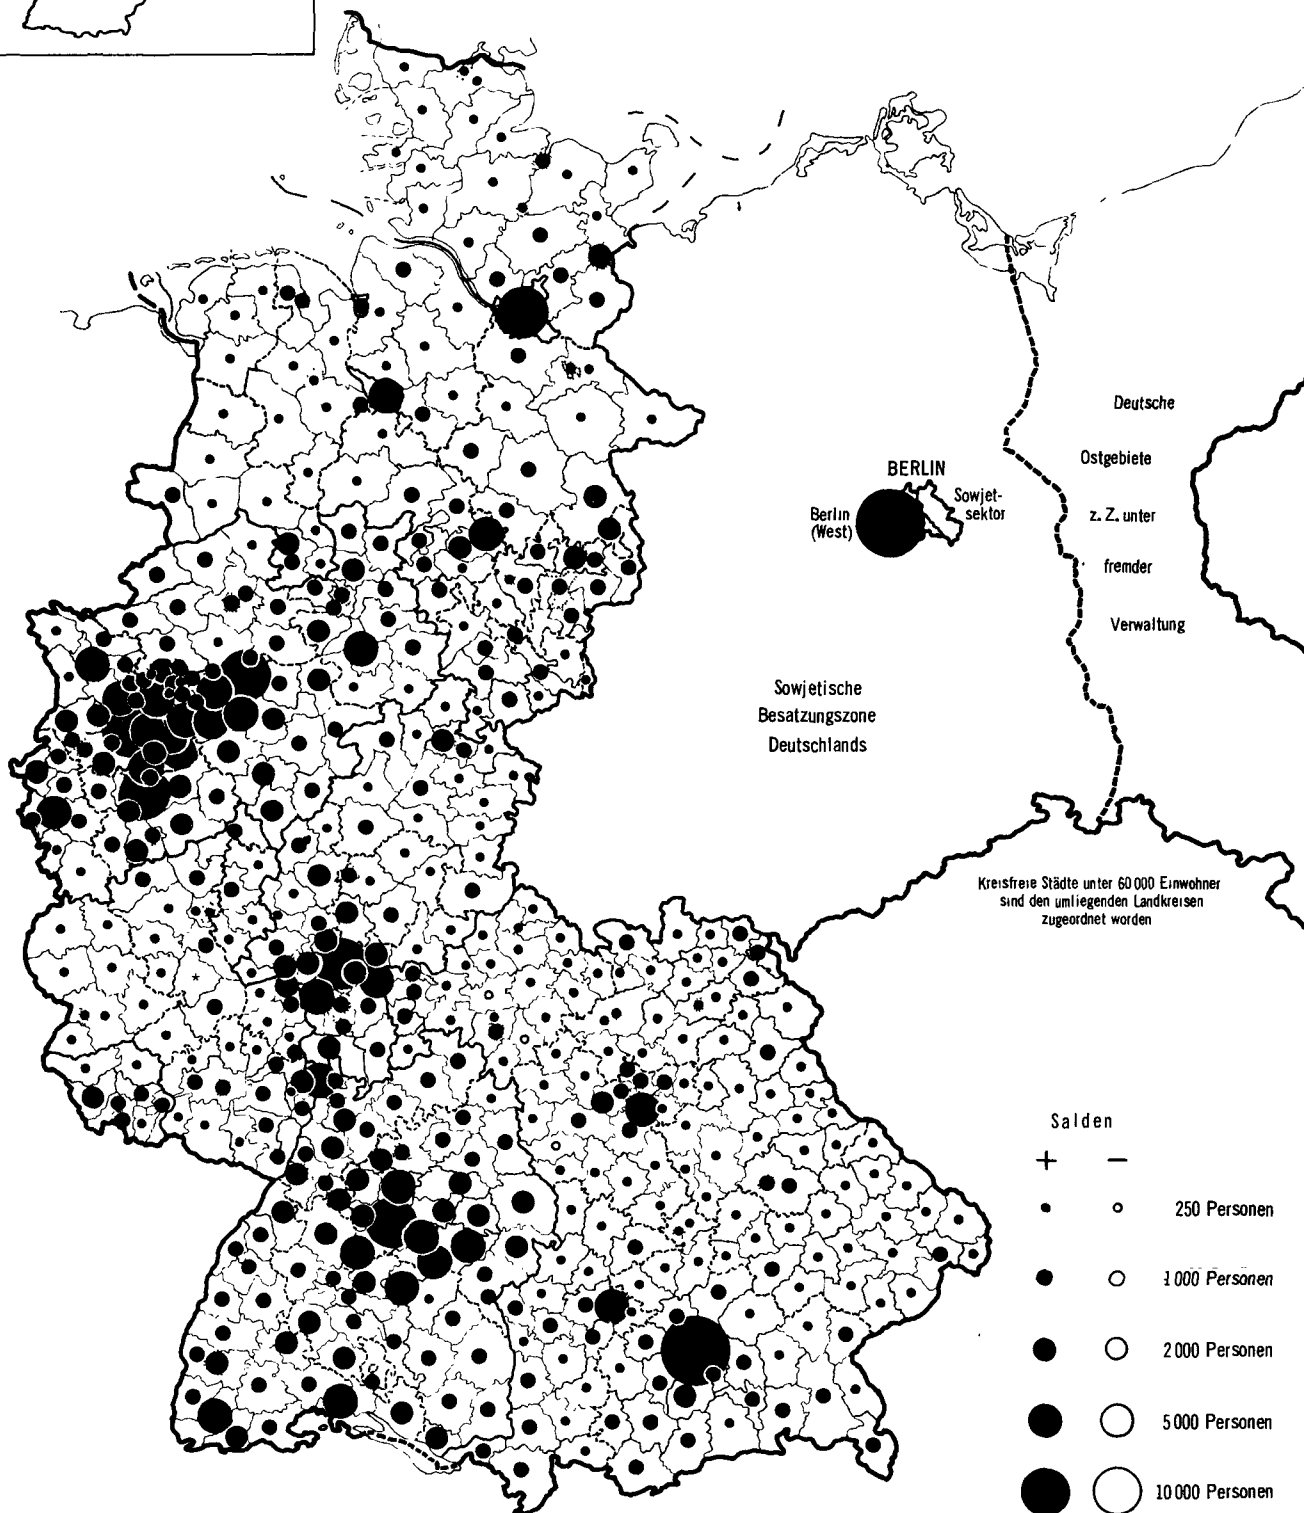 Deutsche
Ostgebiete
z. Z. unter
fremder
Verwaltung
BERLIN
Sowjet-
sektor
Berlin
(West)
Sowjetische
Besatzungszone
Deutschlands
Kreisfreie Städte unter 60 000 Einwohner
sind den umliegenden Landkreisen
zugeordnet worden
Salden
+ −
250 Personen
1 000 Personen
2 000 Personen
5 000 Personen
10 000 Personen